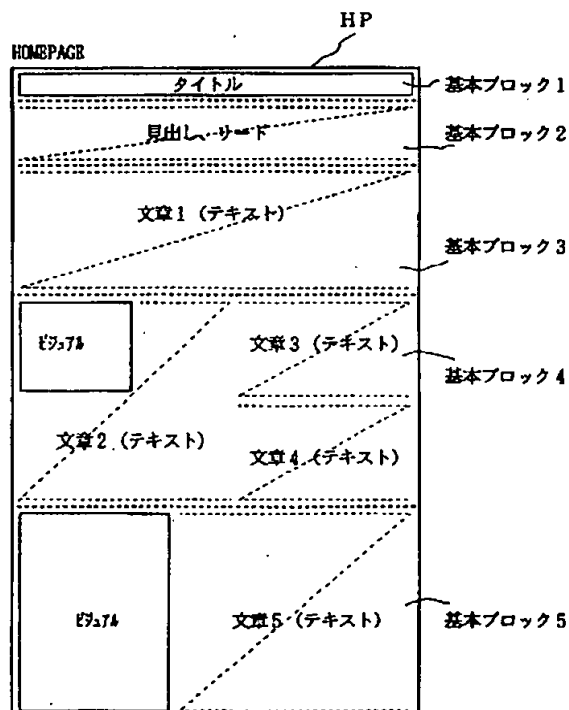 HP
HOMEPAGE
タイトル
基本ブロック1
見出し、リード
基本ブロック2
文章1（テキスト）
基本ブロック3
ビジュアル
文章3（テキスト）
基本ブロック4
文章2（テキスト）
文章4（テキスト）
ビジュアル
文章5（テキスト）
基本ブロック5